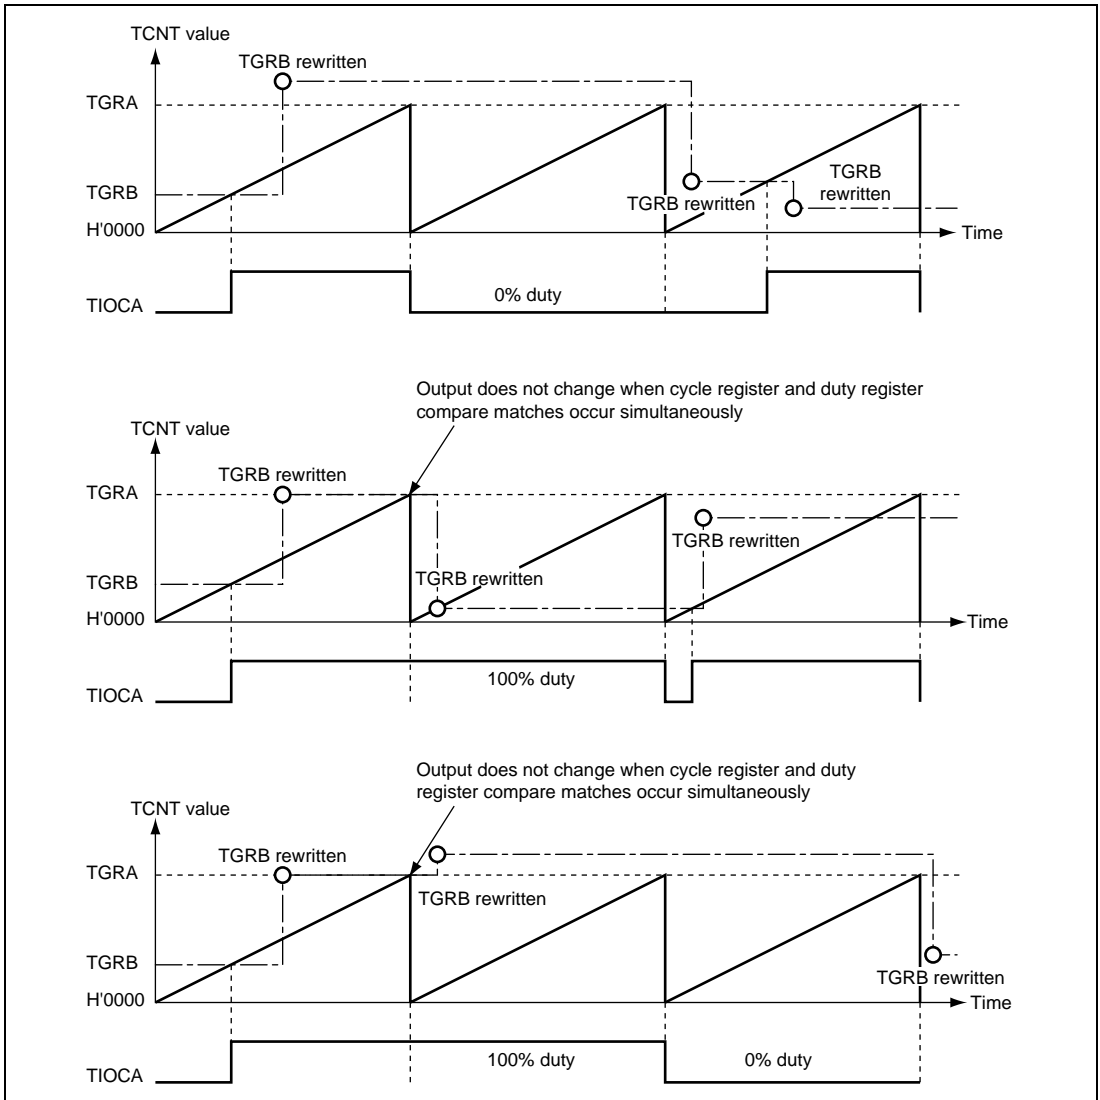 TCNT value
TGRB rewritten
TGRA
TGRB
rewritten
TGRB
TGRB rewritten
H'0000
Time
0% duty
TIOCA
Output does not change when cycle register and duty register
compare matches occur simultaneously
TCNT value
TGRB rewritten
TGRA
TGRB rewritten
TGRB
TGRB rewritten
H'0000
Time
100% duty
TIOCA
Output does not change when cycle register and duty
register compare matches occur simultaneously
TCNT value
TGRB rewritten
TGRA
TGRB rewritten
TGRB
TGRB rewritten
H'0000
Time
100% duty
0% duty
TIOCA